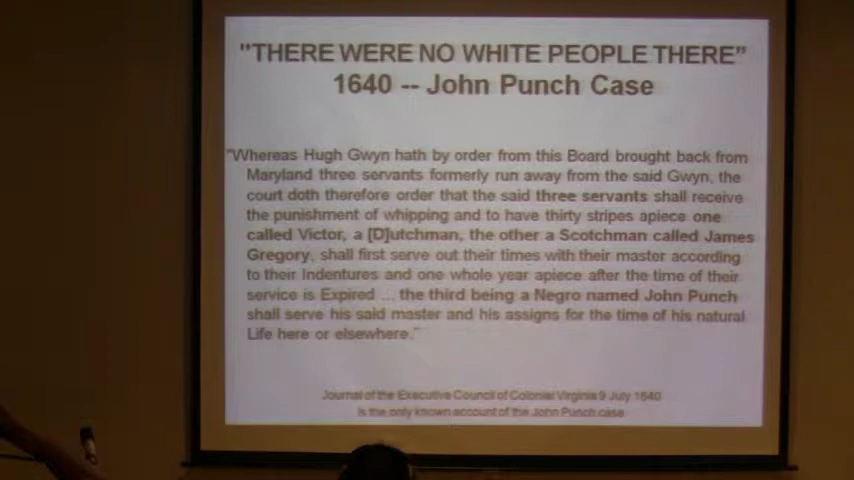 "THERE WERE NO WHITE PEOPLE THERE"
1640 -- John Punch Case
"Whereas Hugh Gwyn hath by order from this Board brought back from
Maryland three servants formerly run away from the said Gwyn, the
court doth therefore order that the said three servants shall receive
the punishment of whipping and to have thirty stripes apiece one
called Victor, a [D]utchman, the other a Scotchman called James
Gregory, shall first serve out their times with their master according
to their Indentures and one whole year apiece after the time of their
service is Expired ... the third being a Negro named John Punch
shall serve his said master and his assigns for the time of his natural
Life here or elsewhere."
Journal of the Executive Council of Colonial Virginia 9 July 1640
is the only known account of the John Punch case